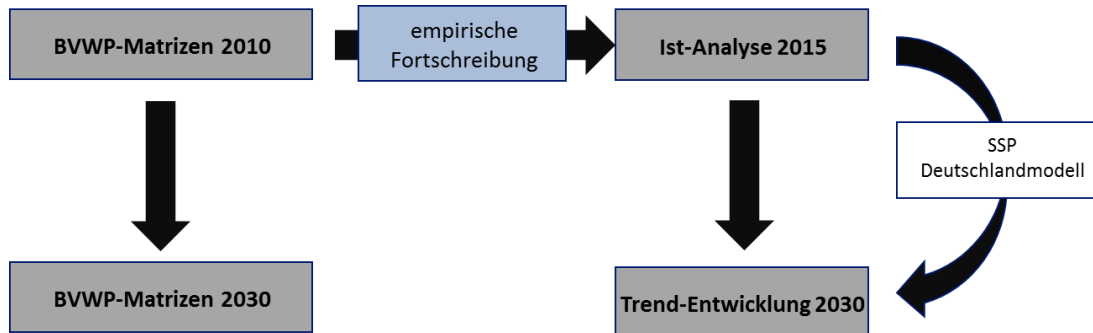 BVWP-Matrizen 2010
empirische
Fortschreibung
Ist-Analyse 2015
SSP
Deutschlandmodell
BVWP-Matrizen 2030
Trend-Entwicklung 2030